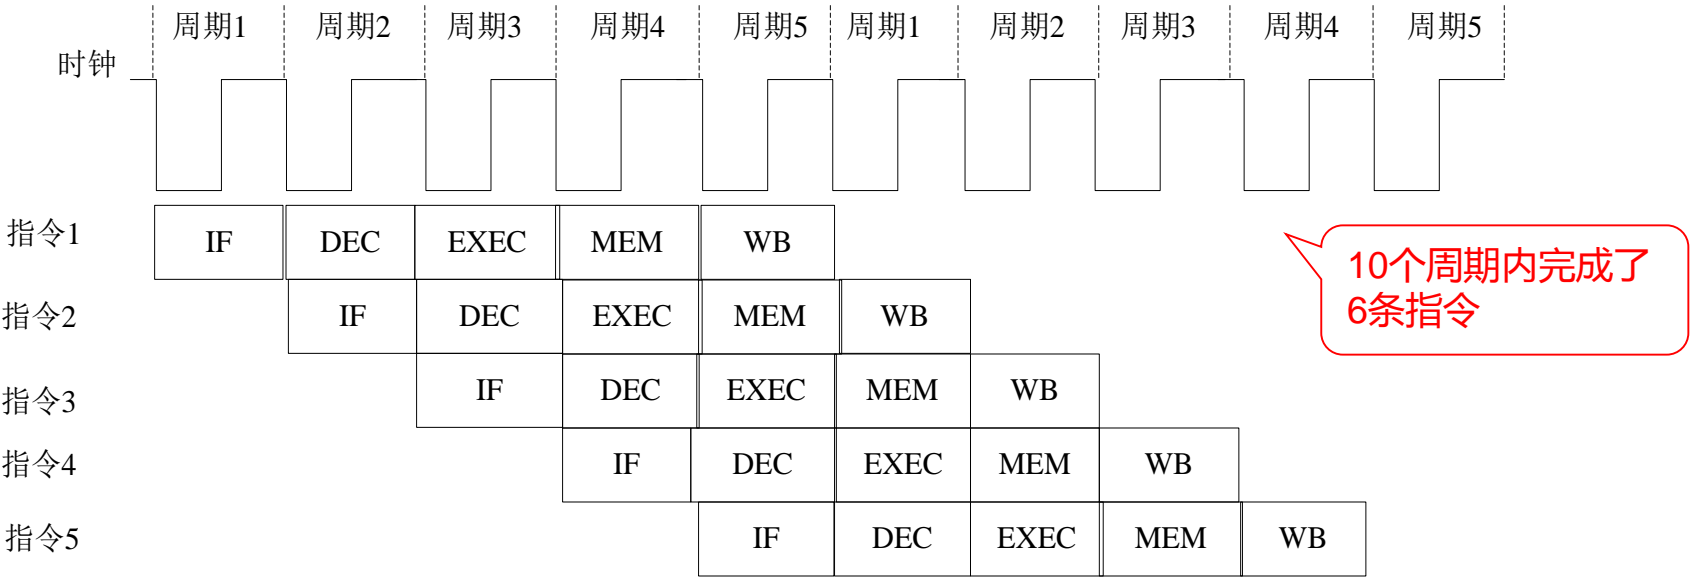 周期1 周期2 周期3 周期4 周期5 周期1 周期2 周期3 周期4 周期5
时钟
指令1 IF DEC EXEC MEM WB
10个周期内完成了
6条指令
指令2 IF DEC EXEC MEM WB
指令3 IF DEC EXEC MEM WB
指令4 IF DEC EXEC MEM WB
指令5 IF DEC EXEC MEM WB